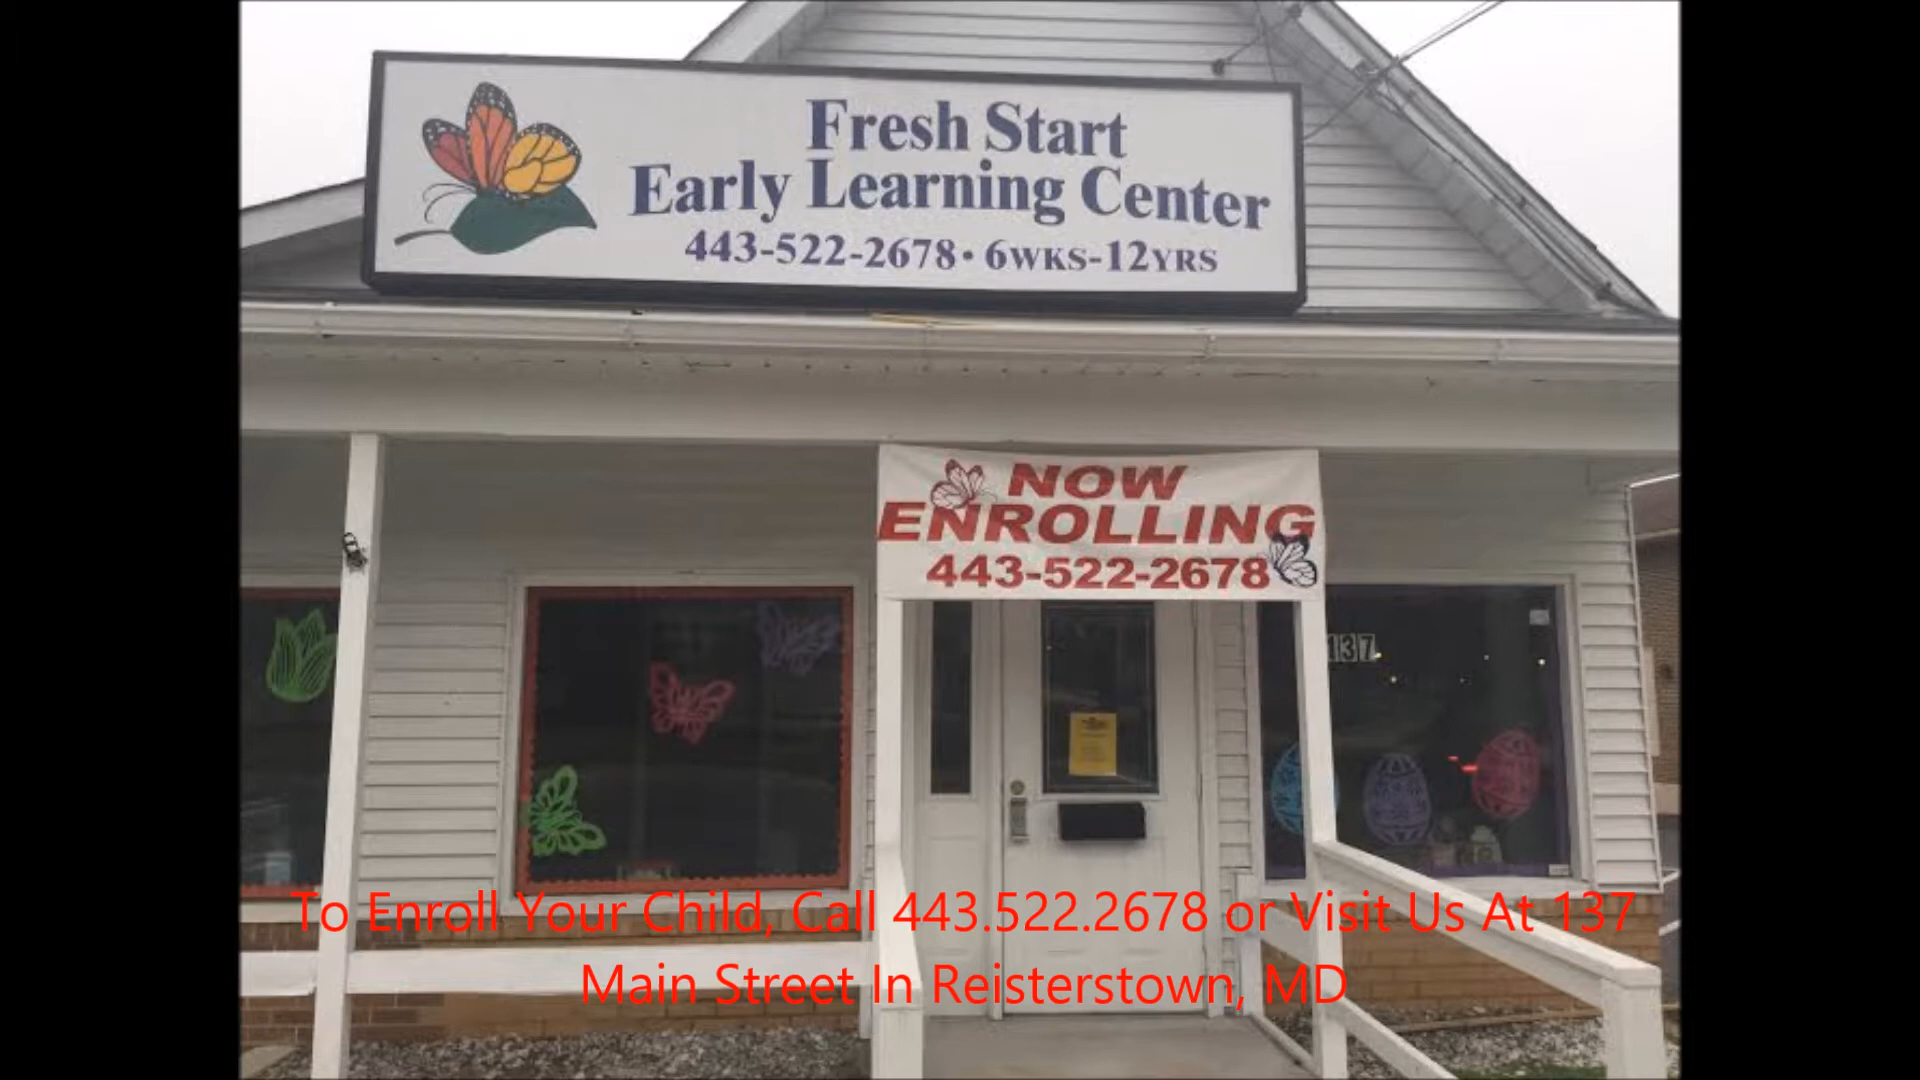 Fresh Start
Early Learning Center
443-522-2678 • 6WKS-12YRS
NOW
ENROLLING
443-522-2678
137
To Enroll Your Child, Call 443.522.2678 or Visit Us At 137
Main Street In Reisterstown, MD